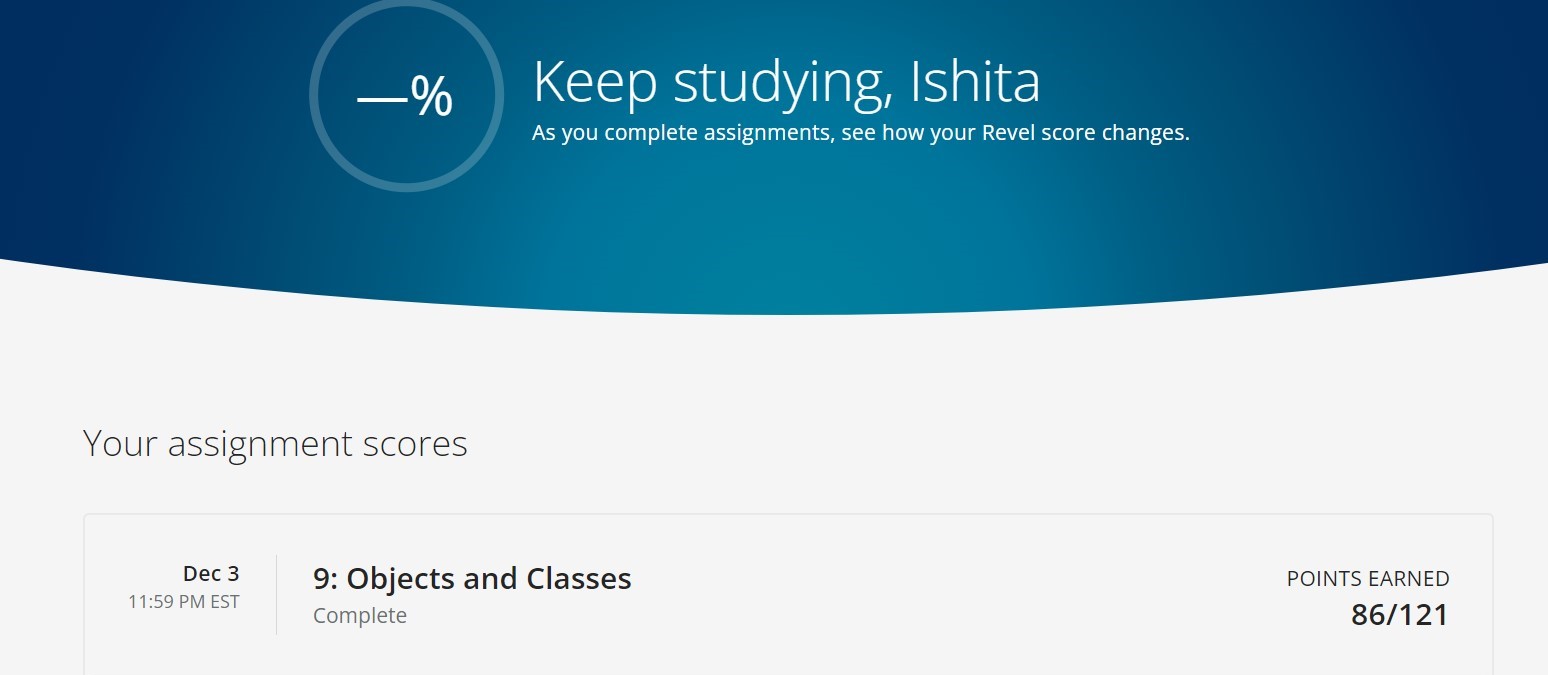 —%
Keep studying, Ishita
As you complete assignments, see how your Revel score changes.
Your assignment scores
Dec 3
11:59 PM EST
9: Objects and Classes
Complete
POINTS EARNED
86/121